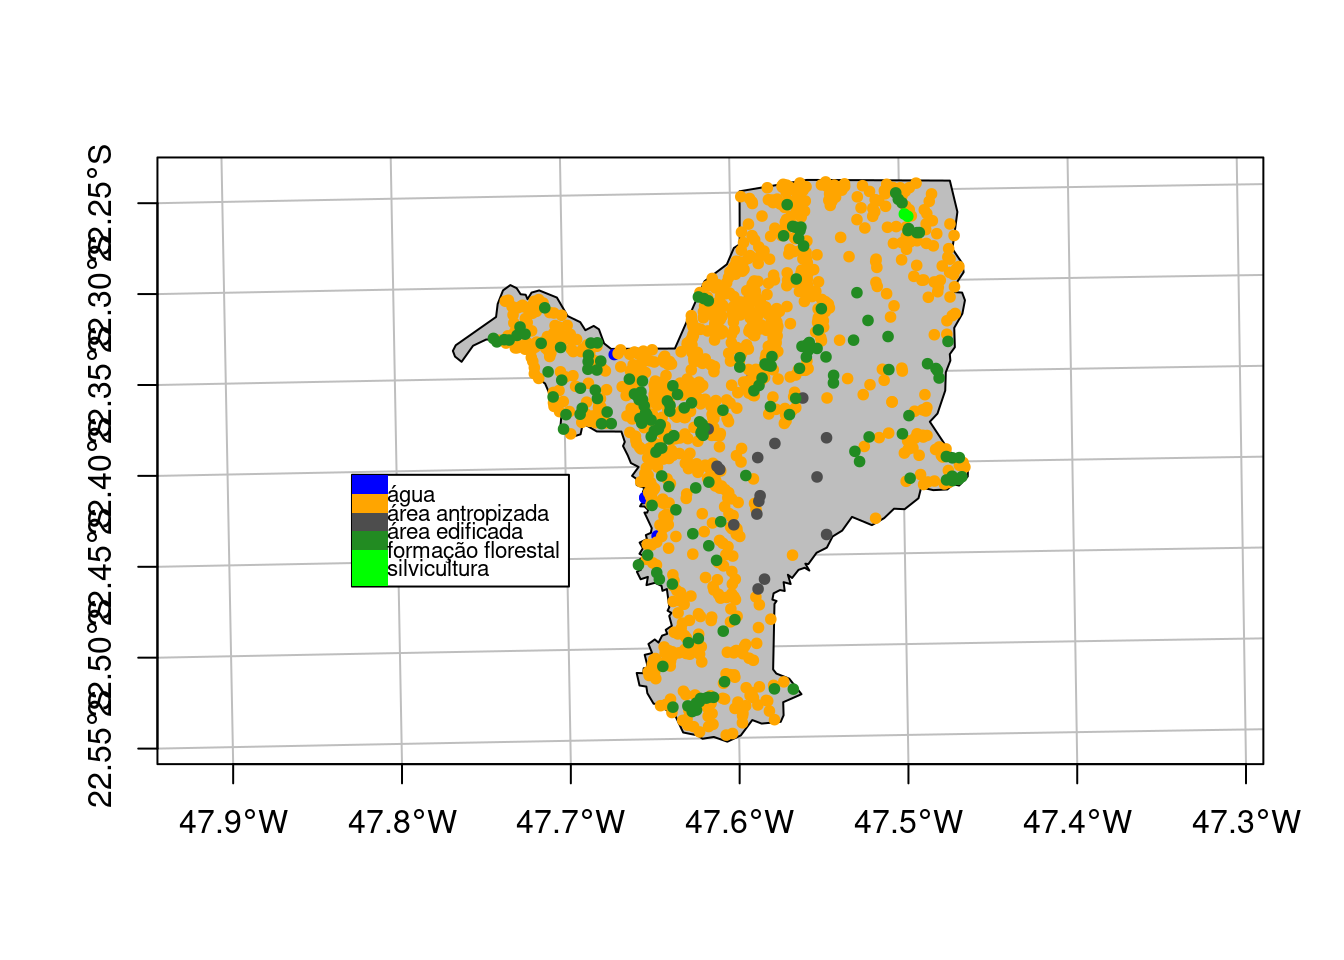 22.25°S
22.30°S
22.35°S
22.40°S
22.45°S
22.50°S
22.55°S
água
área antropizada
área edificada
formação florestal
silvicultura
47.9°W
47.8°W
47.7°W
47.6°W
47.5°W
47.4°W
47.3°W